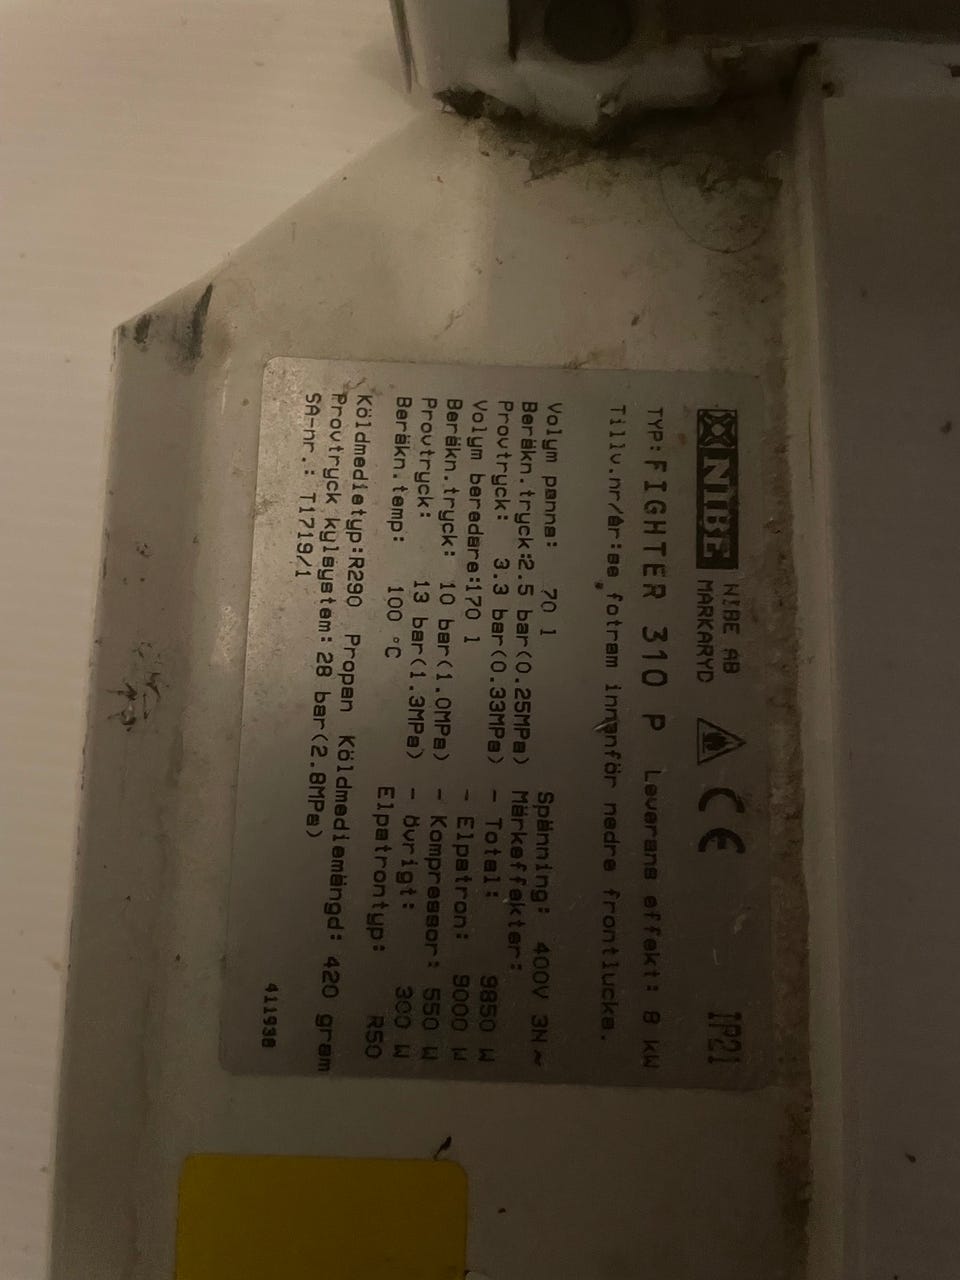 NIBE
NIBE AB
MARKARYD
CE
IP21
TYP: FIGHTER 310 P Leverans effekt: 8 kW
Tillv.nr/år:se fotram innanför nedre frontlucka.
Volym panna: 70 l
Beräkn.tryck:2.5 bar(0.25MPa)
Provtryck: 3.3 bar(0.33MPa)
Volym beredare:170 l
Beräkn.tryck: 10 bar(1.0MPa)
Provtryck: 13 bar(1.3MPa)
Beräkn.temp: 100 °C
Spänning: 400V 3N~
Märkeffekter:
- Total: 9850 W
- Elpatron: 9000 W
- Kompressor: 550 W
- Övrigt: 300 W
Elpatrontyp: R50
Köldmedietyp:R290 Propan Köldmediemängd: 420 gram
Provtryck kylsystem: 28 bar(2.8MPa)
SA-nr.: T1719/1
411938